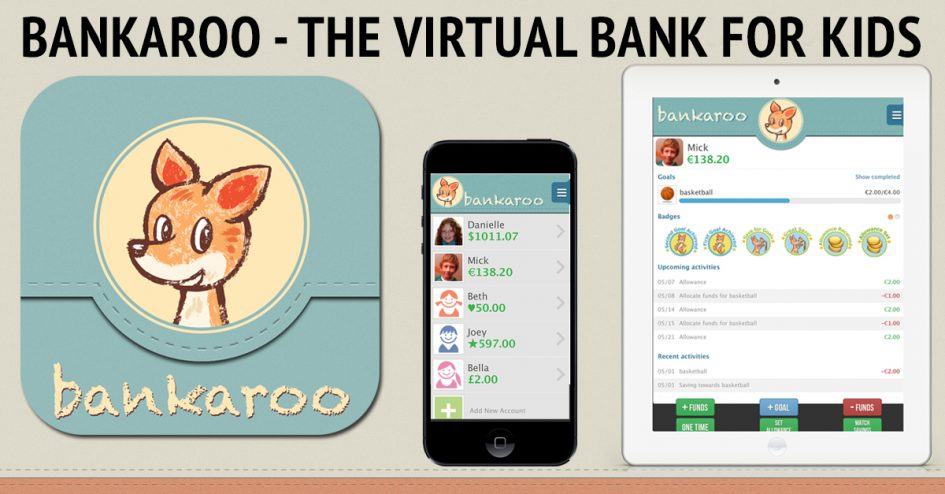 BANKAROO - THE VIRTUAL BANK FOR KIDS
bankaroo
bankaroo
Danielle
$1011.07
Mick
€138.20
Beth
♥50.00
Joey
★597.00
Bella
£2.00
Add New Account
bankaroo
Mick
€138.20
Goals Show completed
basketball €2.00/€4.00
Badges
Upcoming activities
05/07 Allowance €2.00
05/08 Allocate funds for basketball -€1.00
05/14 Allowance €2.00
05/15 Allocate funds for basketball -€1.00
05/21 Allowance €2.00
Recent activities
05/01 basketball -€2.00
05/01 Saving towards basketball
+ FUNDS + GOAL - FUNDS
ONE TIME SET ALLOWANCE MATCH SAVINGS